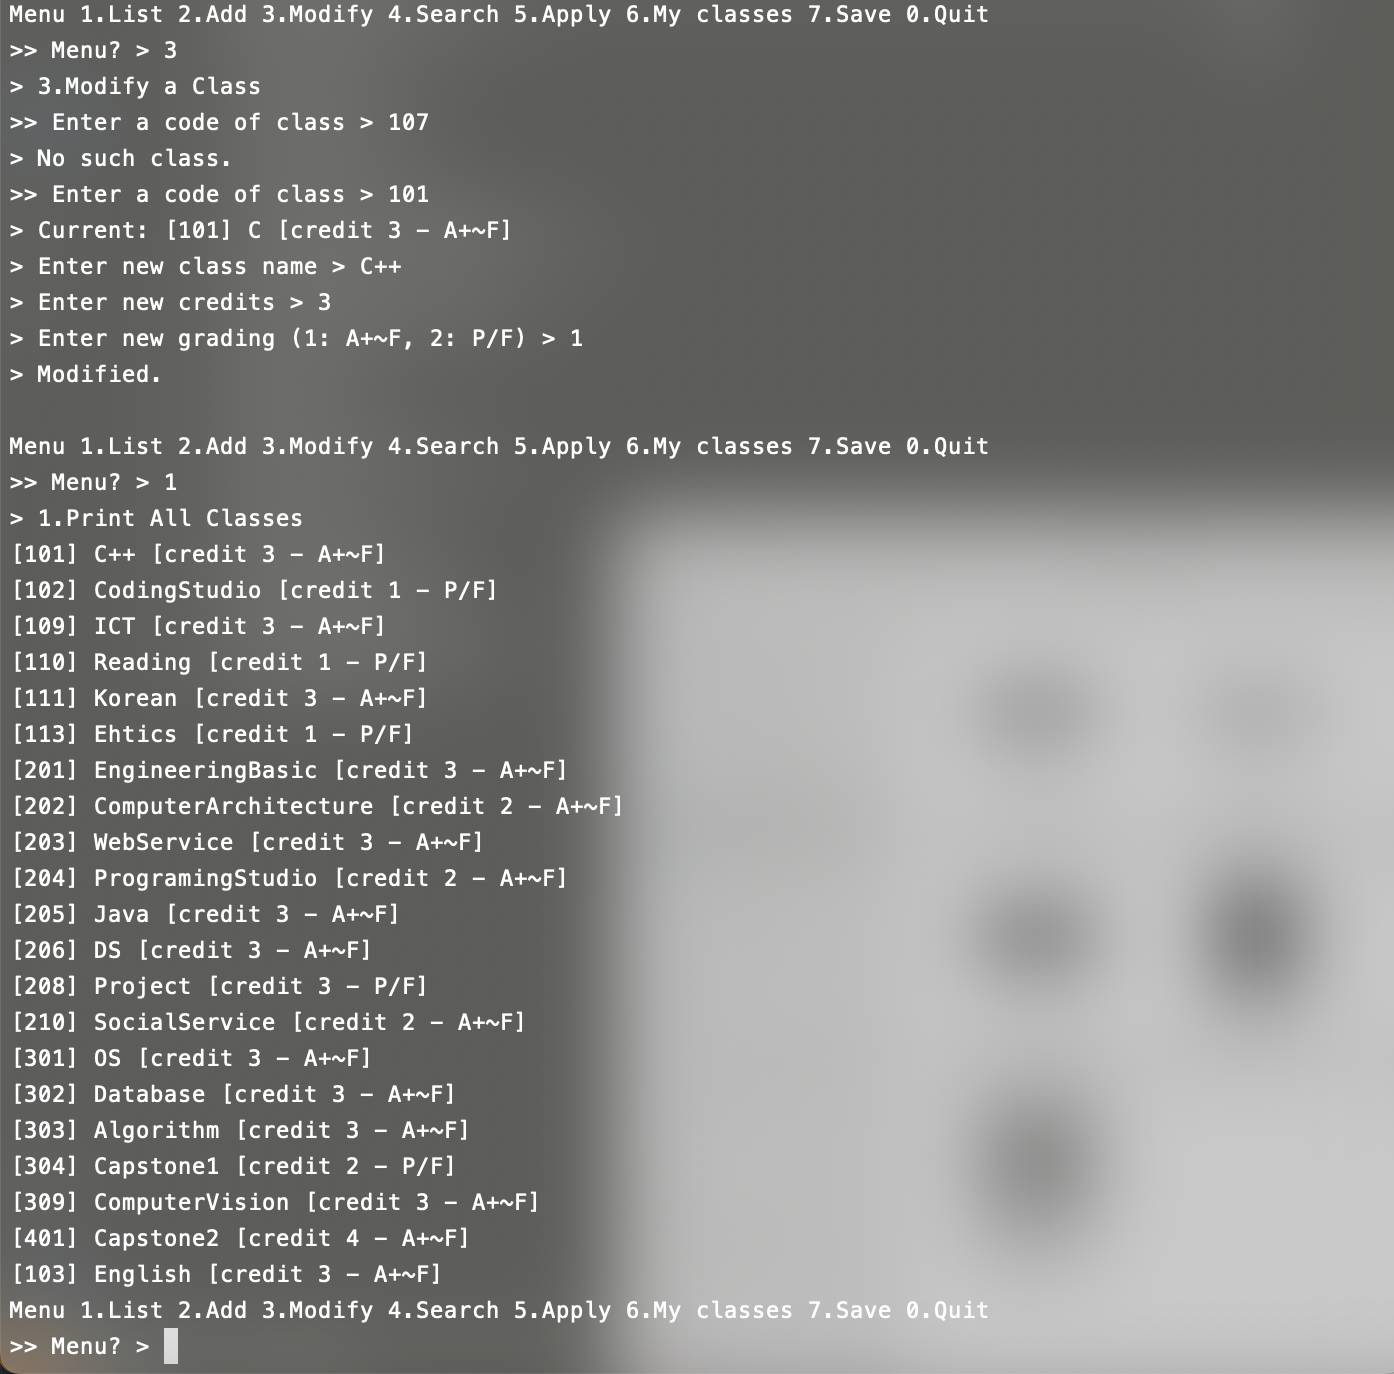 Menu 1.List 2.Add 3.Modify 4.Search 5.Apply 6.My classes 7.Save 0.Quit
>> Menu? > 3
> 3.Modify a Class
>> Enter a code of class > 107
> No such class.
>> Enter a code of class > 101
> Current: [101] C [credit 3 - A+~F]
> Enter new class name > C++
> Enter new credits > 3
> Enter new grading (1: A+~F, 2: P/F) > 1
> Modified.
Menu 1.List 2.Add 3.Modify 4.Search 5.Apply 6.My classes 7.Save 0.Quit
>> Menu? > 1
> 1.Print All Classes
[101] C++ [credit 3 - A+~F]
[102] CodingStudio [credit 1 - P/F]
[109] ICT [credit 3 - A+~F]
[110] Reading [credit 1 - P/F]
[111] Korean [credit 3 - A+~F]
[113] Ehtics [credit 1 - P/F]
[201] EngineeringBasic [credit 3 - A+~F]
[202] ComputerArchitecture [credit 2 - A+~F]
[203] WebService [credit 3 - A+~F]
[204] ProgramingStudio [credit 2 - A+~F]
[205] Java [credit 3 - A+~F]
[206] DS [credit 3 - A+~F]
[208] Project [credit 3 - P/F]
[210] SocialService [credit 2 - A+~F]
[301] OS [credit 3 - A+~F]
[302] Database [credit 3 - A+~F]
[303] Algorithm [credit 3 - A+~F]
[304] Capstone1 [credit 2 - P/F]
[309] ComputerVision [credit 3 - A+~F]
[401] Capstone2 [credit 4 - A+~F]
[103] English [credit 3 - A+~F]
Menu 1.List 2.Add 3.Modify 4.Search 5.Apply 6.My classes 7.Save 0.Quit
>> Menu? >